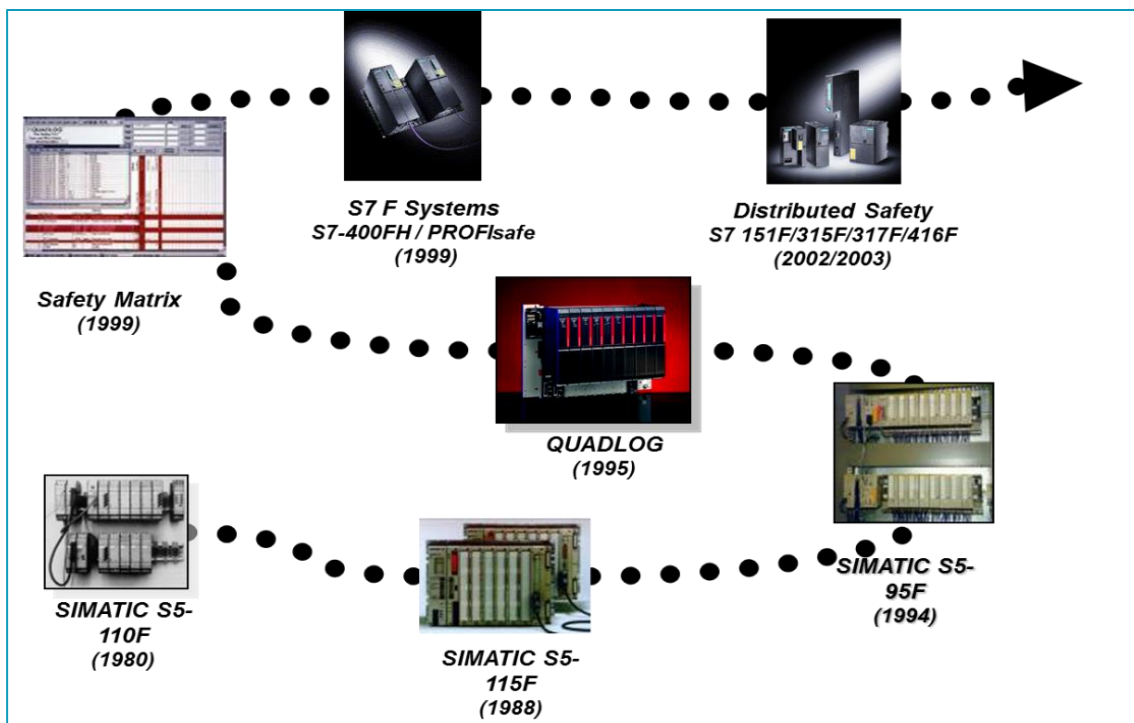 S7 F Systems
S7-400FH / PROFIsafe
(1999)
Distributed Safety
S7 151F/315F/317F/416F
(2002/2003)
Safety Matrix
(1999)
QUADLOG
(1995)
SIMATIC S5-
95F
(1994)
SIMATIC S5-
110F
(1980)
SIMATIC S5-
115F
(1988)